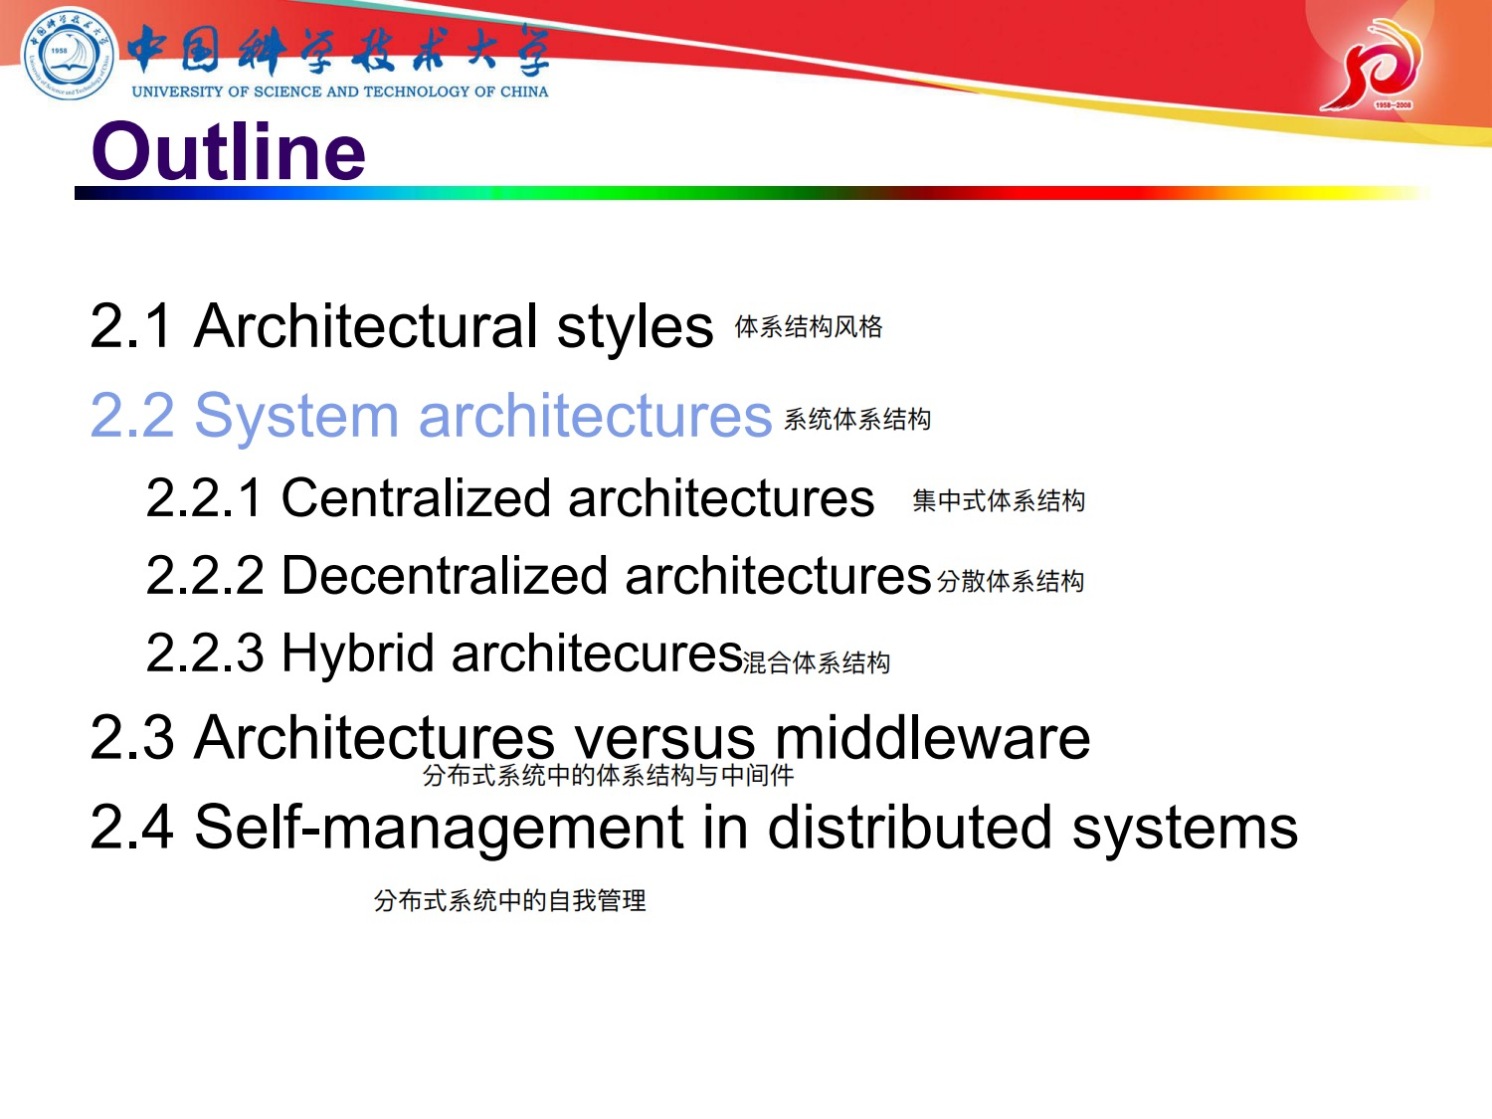 中国科学技术大学
UNIVERSITY OF SCIENCE AND TECHNOLOGY OF CHINA
1958
1958—2008
Outline
2.1 Architectural styles 体系结构风格
2.2 System architectures 系统体系结构
2.2.1 Centralized architectures 集中式体系结构
2.2.2 Decentralized architectures 分散体系结构
2.2.3 Hybrid architecures 混合体系结构
2.3 Architectures versus middleware
分布式系统中的体系结构与中间件
2.4 Self-management in distributed systems
分布式系统中的自我管理